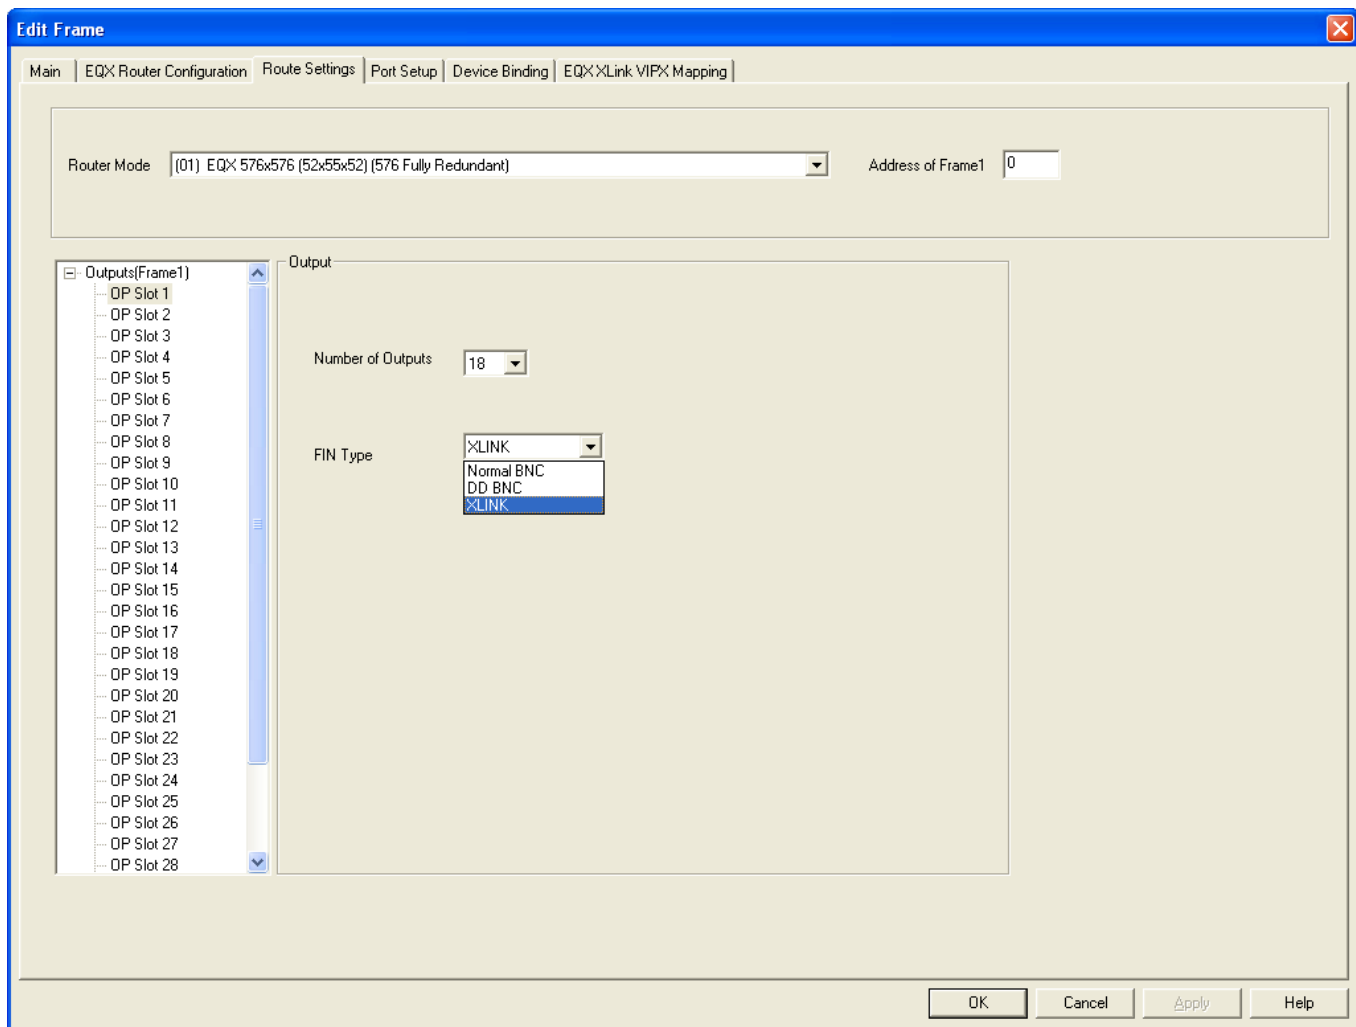 Edit Frame
Main EQX Router Configuration Route Settings Port Setup Device Binding EQX XLink VIPX Mapping
Router Mode (01) EQX 576x576 (52x55x52) (576 Fully Redundant) Address of Frame1 0
Outputs(Frame1)
OP Slot 1
OP Slot 2
OP Slot 3
OP Slot 4
OP Slot 5
OP Slot 6
OP Slot 7
OP Slot 8
OP Slot 9
OP Slot 10
OP Slot 11
OP Slot 12
OP Slot 13
OP Slot 14
OP Slot 15
OP Slot 16
OP Slot 17
OP Slot 18
OP Slot 19
OP Slot 20
OP Slot 21
OP Slot 22
OP Slot 23
OP Slot 24
OP Slot 25
OP Slot 26
OP Slot 27
OP Slot 28
Output
Number of Outputs 18
FIN Type XLINK
Normal BNC
DD BNC
XLINK
OK Cancel Apply Help